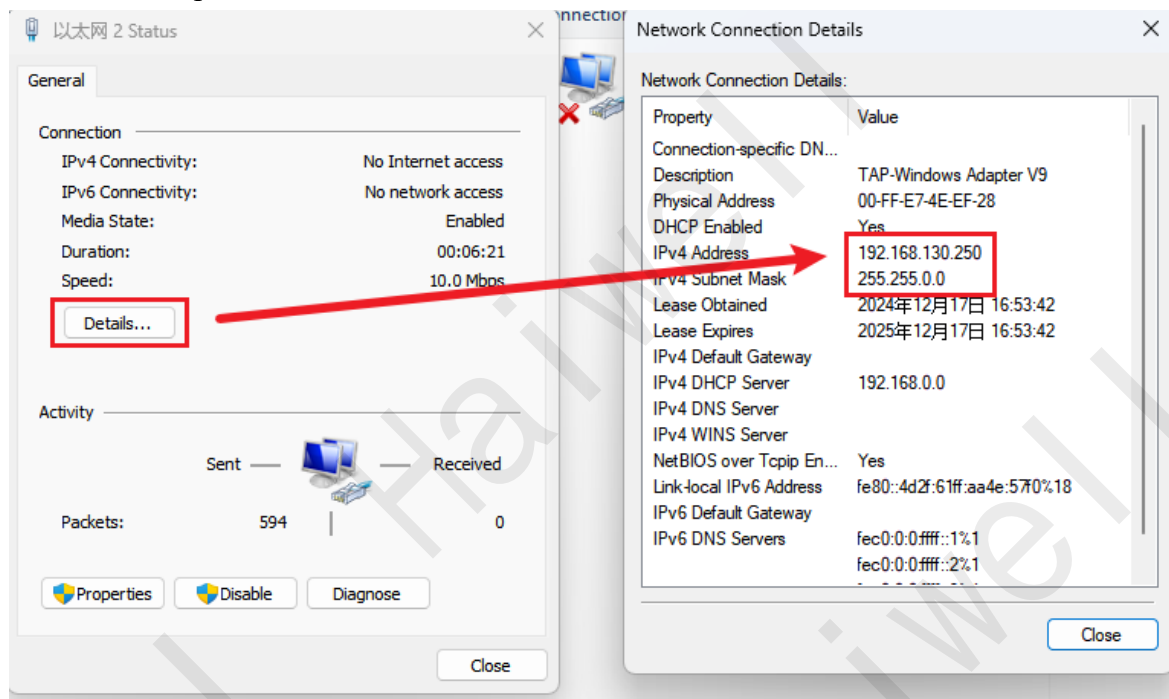 以太网 2 Status
General
Connection
IPv4 Connectivity: No Internet access
IPv6 Connectivity: No network access
Media State: Enabled
Duration: 00:06:21
Speed: 10.0 Mbps
Details...
Activity
Sent Received
Packets: 594 0
Properties Disable Diagnose
Close
Network Connection Details
Network Connection Details:
Property Value
Connection-specific DN...
Description TAP-Windows Adapter V9
Physical Address 00-FF-E7-4E-EF-28
DHCP Enabled Yes
IPv4 Address 192.168.130.250
IPv4 Subnet Mask 255.255.0.0
Lease Obtained 2024年12月17日 16:53:42
Lease Expires 2025年12月17日 16:53:42
IPv4 Default Gateway
IPv4 DHCP Server 192.168.0.0
IPv4 DNS Server
IPv4 WINS Server
NetBIOS over Tcpip En... Yes
Link-local IPv6 Address fe80::4d2f:61ff:aa4e:57f0%18
IPv6 Default Gateway
IPv6 DNS Servers fec0:0:0:ffff::1%1
fec0:0:0:ffff::2%1
Close
Haiwell